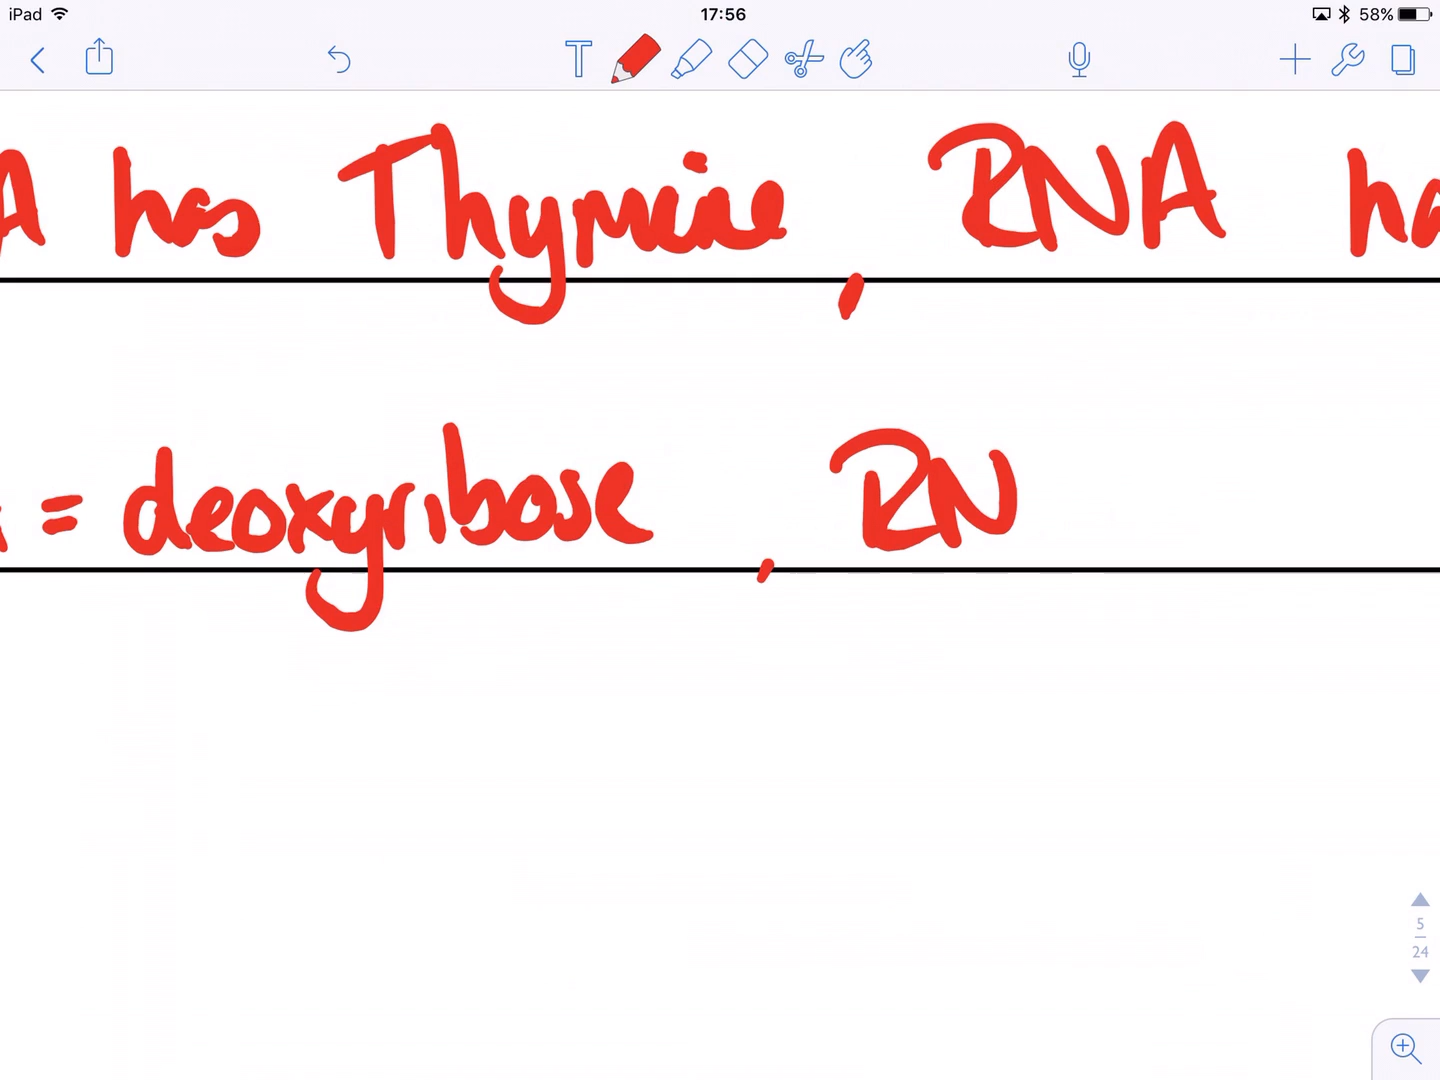 iPad 17:56 58%
T
A has Thymine, RNA ha
= deoxyribose, RN
5
24